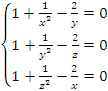 1 + 1/x² − 2/y = 0
1 + 1/y² − 2/z = 0
1 + 1/z² − 2/x = 0